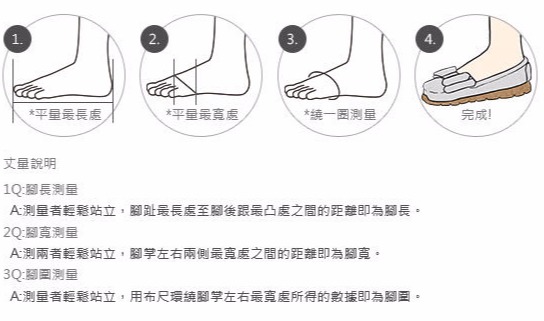 1.
2.
3.
4.
*平量最長處
*平量最寬處
*繞一圈測量
完成!
丈量說明
1Q:腳長測量
A:測量者輕鬆站立，腳趾最長處至腳後跟最凸處之間的距離即為腳長。
2Q:腳寬測量
A:測兩者輕鬆站立，腳掌左右兩側最寬處之間的距離即為腳寬。
3Q:腳圍測量
A:測量者輕鬆站立，用布尺環繞腳掌左右最寬處所得的數據即為腳圍。